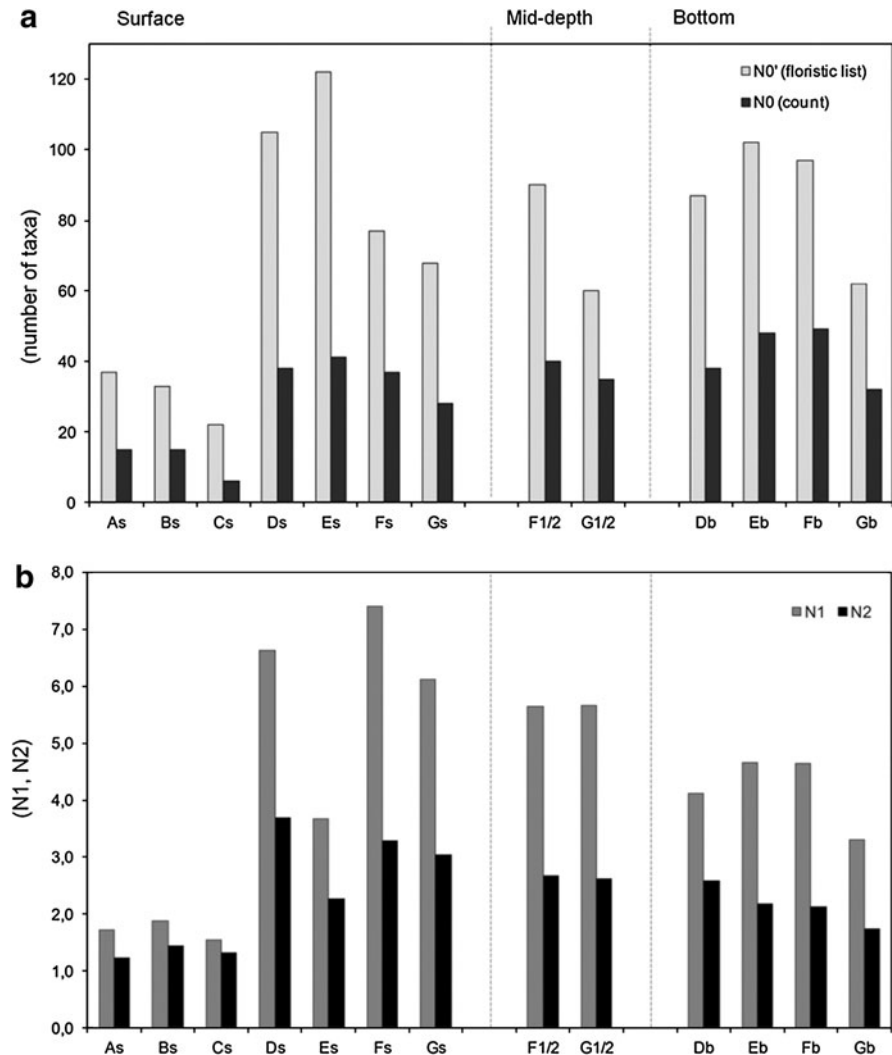 a
Surface Mid-depth Bottom
N0' (floristic list)
N0 (count)
(number of taxa)
120
100
80
60
40
20
0
As Bs Cs Ds Es Fs Gs F1/2 G1/2 Db Eb Fb Gb
b
8,0
N1 N2
7,0
6,0
5,0
(N1, N2)
4,0
3,0
2,0
1,0
0,0
As Bs Cs Ds Es Fs Gs F1/2 G1/2 Db Eb Fb Gb